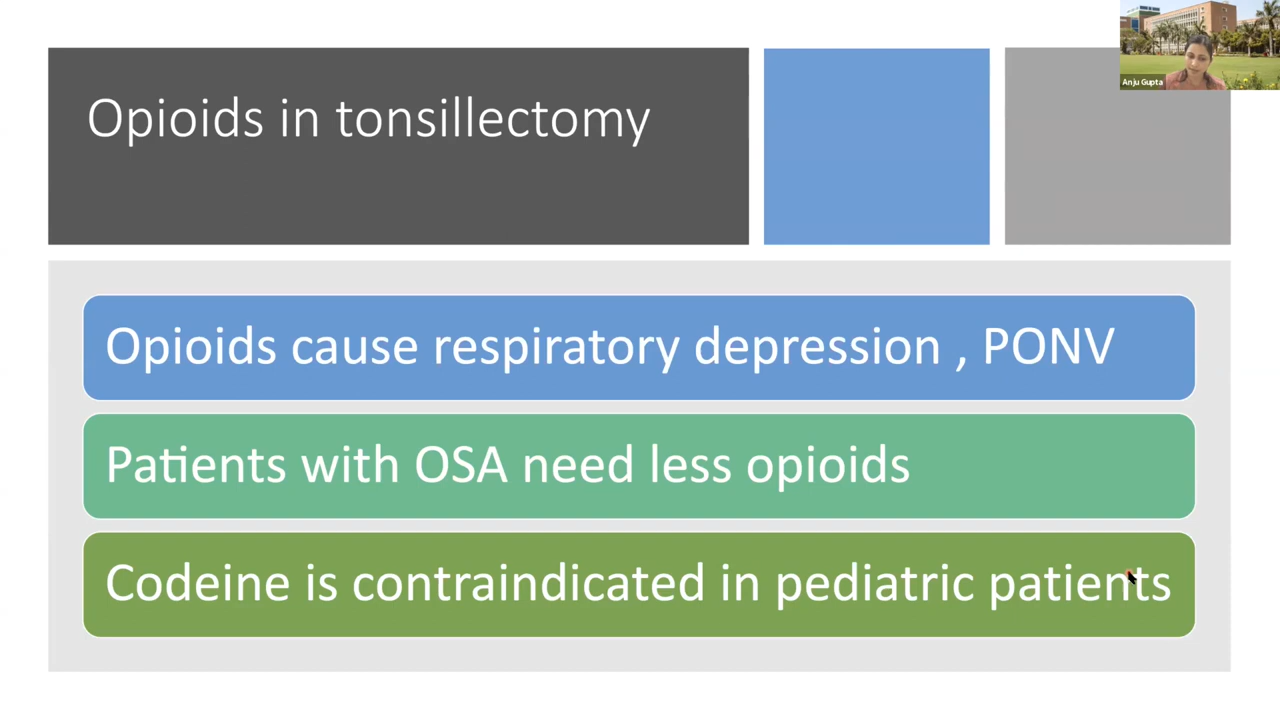 Opioids in tonsillectomy
Anju Gupta
Opioids cause respiratory depression , PONV
Patients with OSA need less opioids
Codeine is contraindicated in pediatric patients